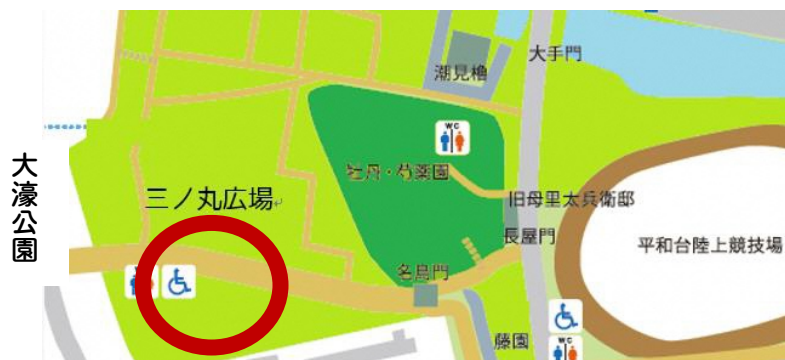 大手門
潮見櫓
WC
牡丹・芍薬園
大濠公園
三ノ丸広場
旧母里太兵衛邸
長屋門
平和台陸上競技場
名島門
藤園
WC